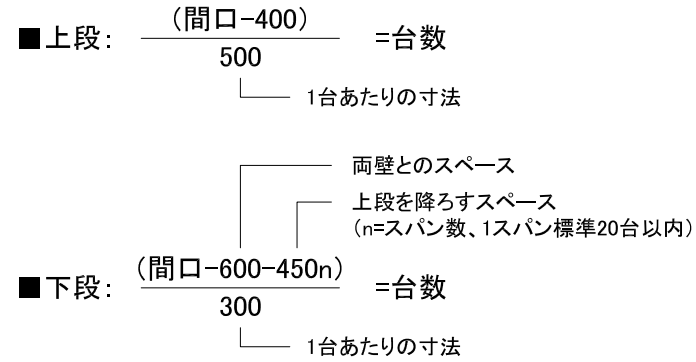 ■上段: (間口-400) =台数
500
1台あたりの寸法
両壁とのスペース
上段を降ろすスペース
(n=スパン数、1スパン標準20台以内)
■下段: (間口-600-450n) =台数
300
1台あたりの寸法